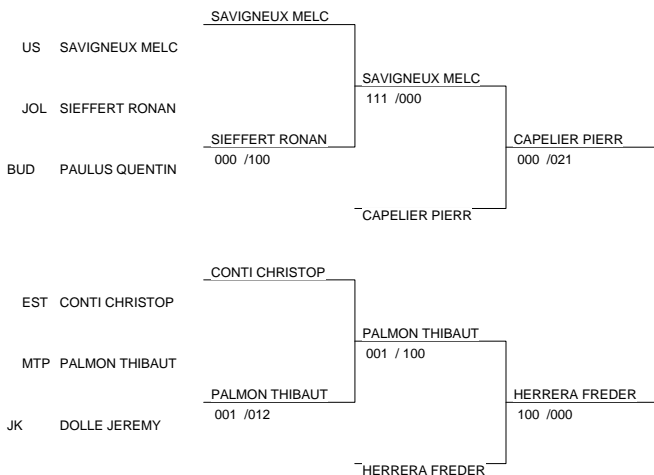 SAVIGNEUX MELC
US SAVIGNEUX MELC
SAVIGNEUX MELC
111 /000
JOL SIEFFERT RONAN
SIEFFERT RONAN
000 /100
CAPELIER PIERR
000 /021
BUD PAULUS QUENTIN
CAPELIER PIERR
CONTI CHRISTOP
EST CONTI CHRISTOP
PALMON THIBAUT
001 / 100
MTP PALMON THIBAUT
PALMON THIBAUT
001 /012
HERRERA FREDER
100 /000
JK DOLLE JEREMY
HERRERA FREDER